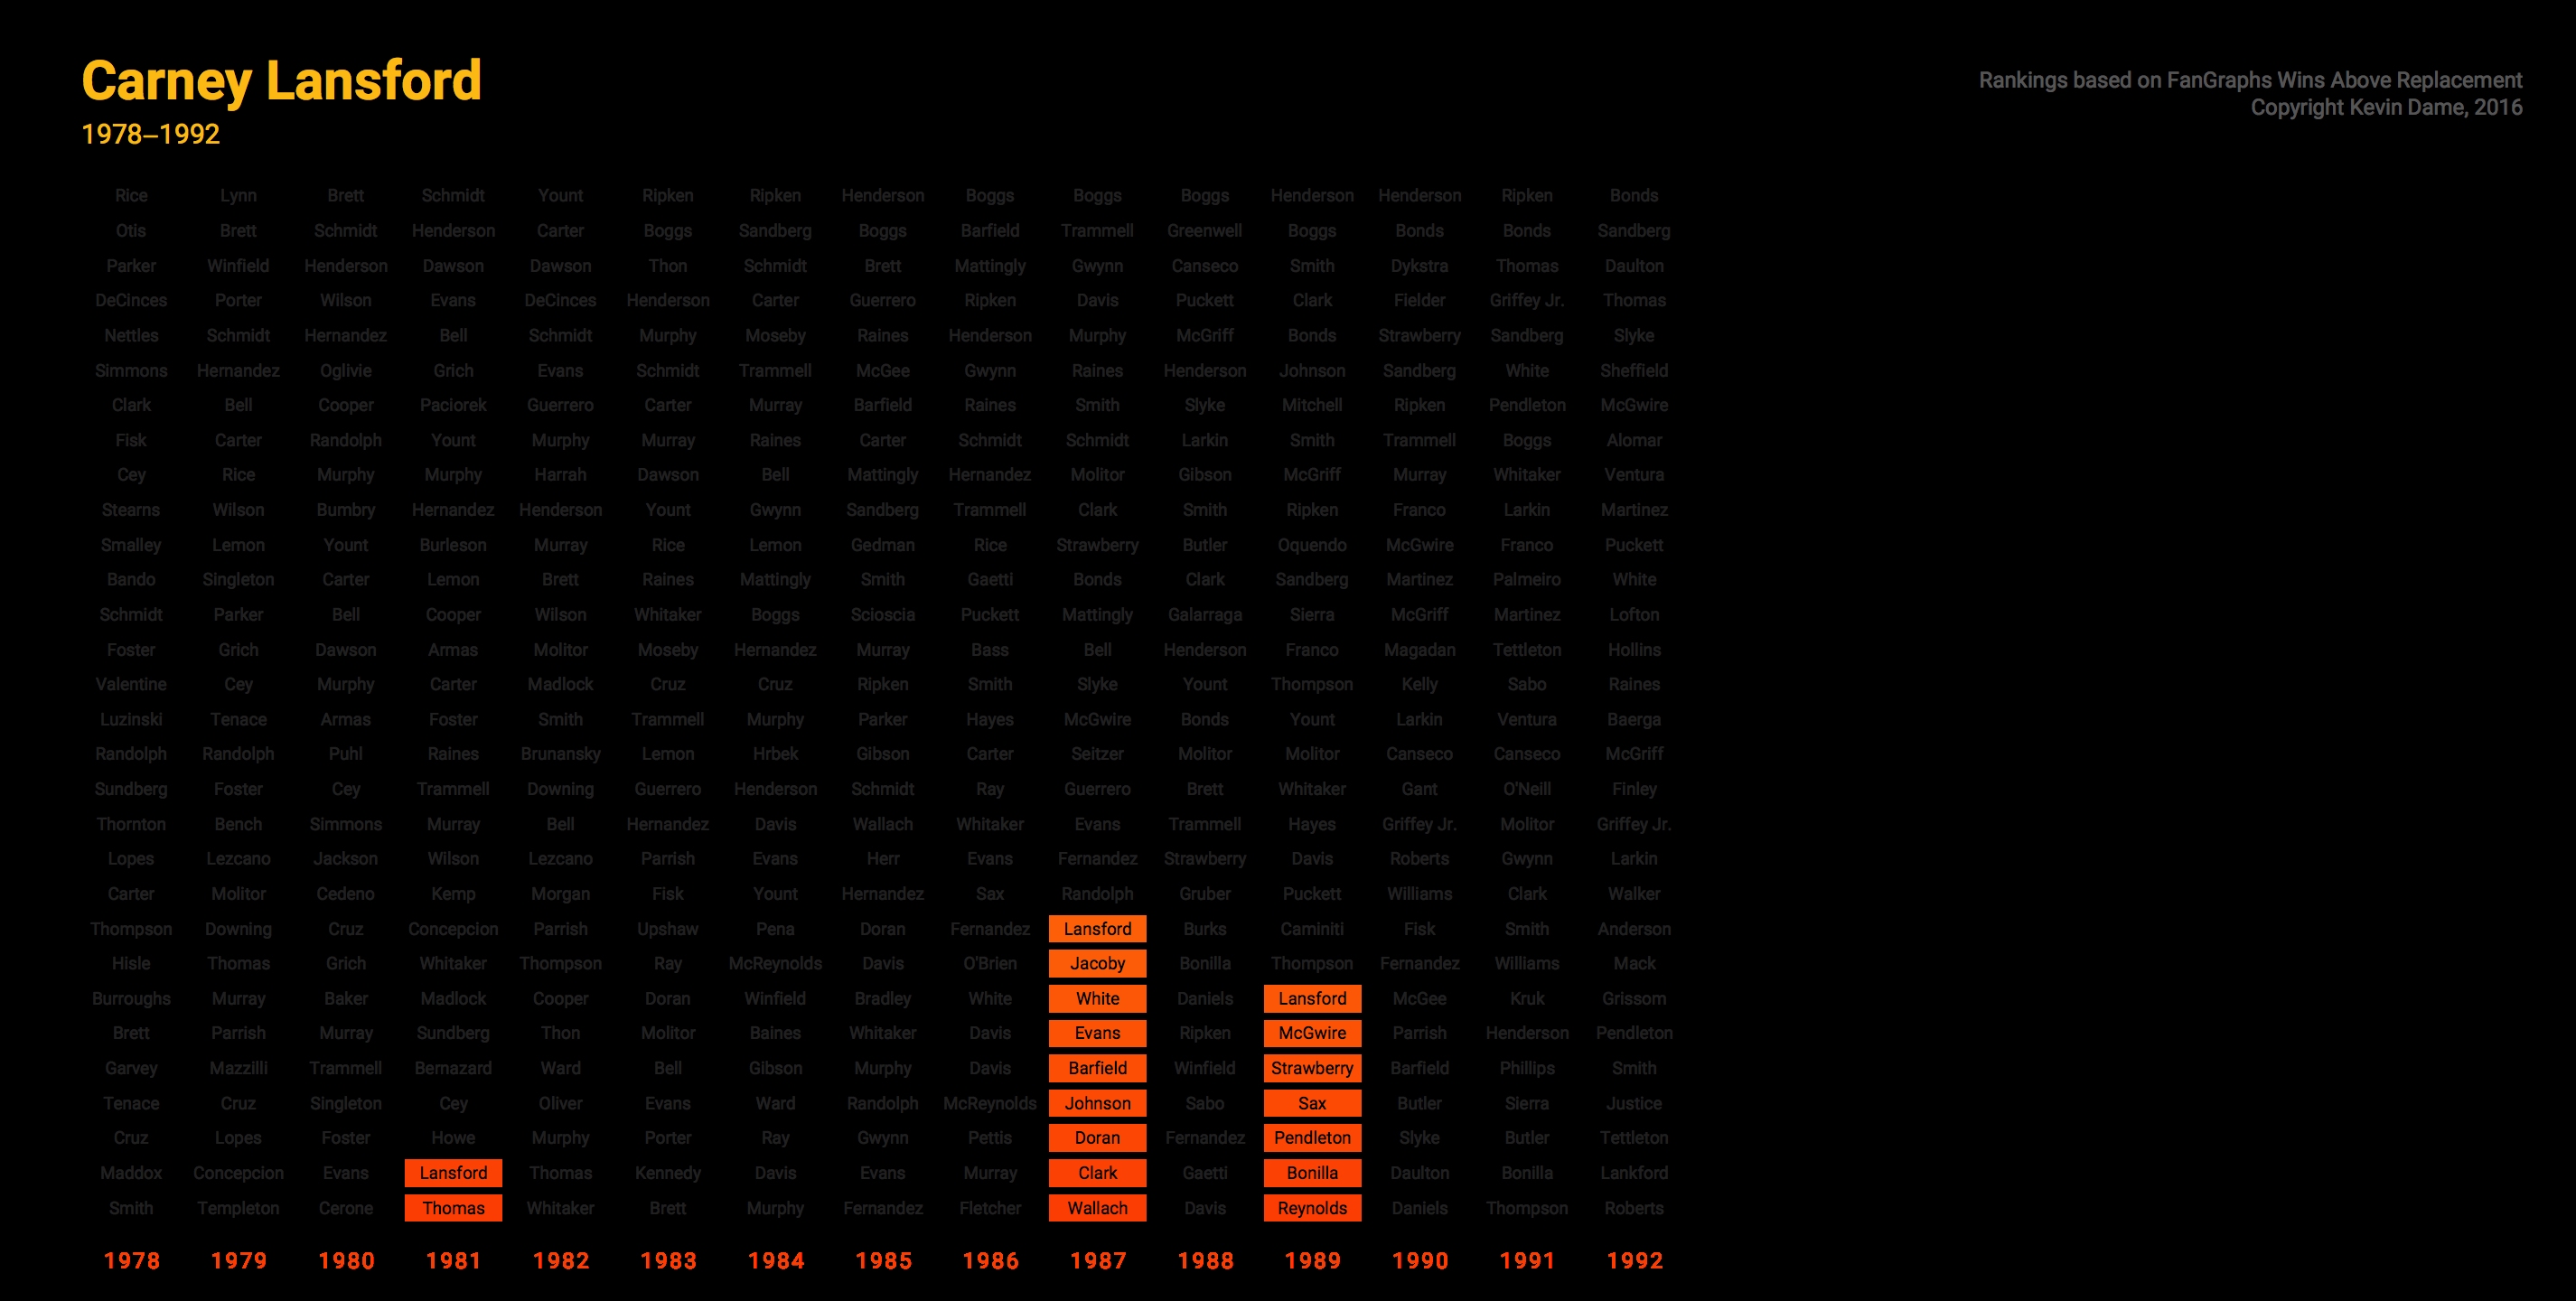 Carney Lansford
1978–1992
Rankings based on FanGraphs Wins Above Replacement
Copyright Kevin Dame, 2016
Rice Lynn Brett Schmidt Yount Ripken Ripken Henderson Boggs Boggs Boggs Henderson Henderson Ripken Bonds
Otis Brett Schmidt Henderson Carter Boggs Sandberg Boggs Barfield Trammell Greenwell Boggs Bonds Bonds Sandberg
Parker Winfield Henderson Dawson Dawson Thon Schmidt Brett Mattingly Gwynn Canseco Smith Dykstra Thomas Daulton
DeCinces Porter Wilson Evans DeCinces Henderson Carter Guerrero Ripken Davis Puckett Clark Fielder Griffey Jr. Thomas
Nettles Schmidt Hernandez Bell Schmidt Murphy Moseby Raines Henderson Murphy McGriff Bonds Strawberry Sandberg Slyke
Simmons Hernandez Oglivie Grich Evans Schmidt Trammell McGee Gwynn Raines Henderson Johnson Sandberg White Sheffield
Clark Bell Cooper Paciorek Guerrero Carter Murray Barfield Raines Smith Slyke Mitchell Ripken Pendleton McGwire
Fisk Carter Randolph Yount Murphy Murray Raines Carter Schmidt Schmidt Larkin Smith Trammell Boggs Alomar
Cey Rice Murphy Murphy Harrah Dawson Bell Mattingly Hernandez Molitor Gibson McGriff Murray Whitaker Ventura
Stearns Wilson Bumbry Hernandez Henderson Yount Gwynn Sandberg Trammell Clark Smith Ripken Franco Larkin Martinez
Smalley Lemon Yount Burleson Murray Rice Lemon Gedman Rice Strawberry Butler Oquendo McGwire Franco Puckett
Bando Singleton Carter Lemon Brett Raines Mattingly Smith Gaetti Bonds Clark Sandberg Martinez Palmeiro White
Schmidt Parker Bell Cooper Wilson Whitaker Boggs Scioscia Puckett Mattingly Galarraga Sierra McGriff Martinez Lofton
Foster Grich Dawson Armas Molitor Moseby Hernandez Murray Bass Bell Henderson Franco Magadan Tettleton Hollins
Valentine Cey Murphy Carter Madlock Cruz Cruz Ripken Smith Slyke Yount Thompson Kelly Sabo Raines
Luzinski Tenace Armas Foster Smith Trammell Murphy Parker Hayes McGwire Bonds Yount Larkin Ventura Baerga
Randolph Randolph Puhl Raines Brunansky Lemon Hrbek Gibson Carter Seitzer Molitor Molitor Canseco Canseco McGriff
Sundberg Foster Cey Trammell Downing Guerrero Henderson Schmidt Ray Guerrero Brett Whitaker Gant O'Neill Finley
Thornton Bench Simmons Murray Bell Hernandez Davis Wallach Whitaker Evans Trammell Hayes Griffey Jr. Molitor Griffey Jr.
Lopes Lezcano Jackson Wilson Lezcano Parrish Evans Herr Evans Fernandez Strawberry Davis Roberts Gwynn Larkin
Carter Molitor Cedeno Kemp Morgan Fisk Yount Hernandez Sax Randolph Gruber Puckett Williams Clark Walker
Thompson Downing Cruz Concepcion Parrish Upshaw Pena Doran Fernandez Lansford Burks Caminiti Fisk Smith Anderson
Hisle Thomas Grich Whitaker Thompson Ray McReynolds Davis O'Brien Jacoby Bonilla Thompson Fernandez Williams Mack
Burroughs Murray Baker Madlock Cooper Doran Winfield Bradley White White Daniels Lansford McGee Kruk Grissom
Brett Parrish Murray Sundberg Thon Molitor Baines Whitaker Davis Evans Ripken McGwire Parrish Henderson Pendleton
Garvey Mazzilli Trammell Bernazard Ward Bell Gibson Murphy Davis Barfield Winfield Strawberry Barfield Phillips Smith
Tenace Cruz Singleton Cey Oliver Evans Ward Randolph McReynolds Johnson Sabo Sax Butler Sierra Justice
Cruz Lopes Foster Howe Murphy Porter Ray Gwynn Pettis Doran Fernandez Pendleton Slyke Butler Tettleton
Maddox Concepcion Evans Lansford Thomas Kennedy Davis Evans Murray Clark Gaetti Bonilla Daulton Bonilla Lankford
Smith Templeton Cerone Thomas Whitaker Brett Murphy Fernandez Fletcher Wallach Davis Reynolds Daniels Thompson Roberts
1978 1979 1980 1981 1982 1983 1984 1985 1986 1987 1988 1989 1990 1991 1992